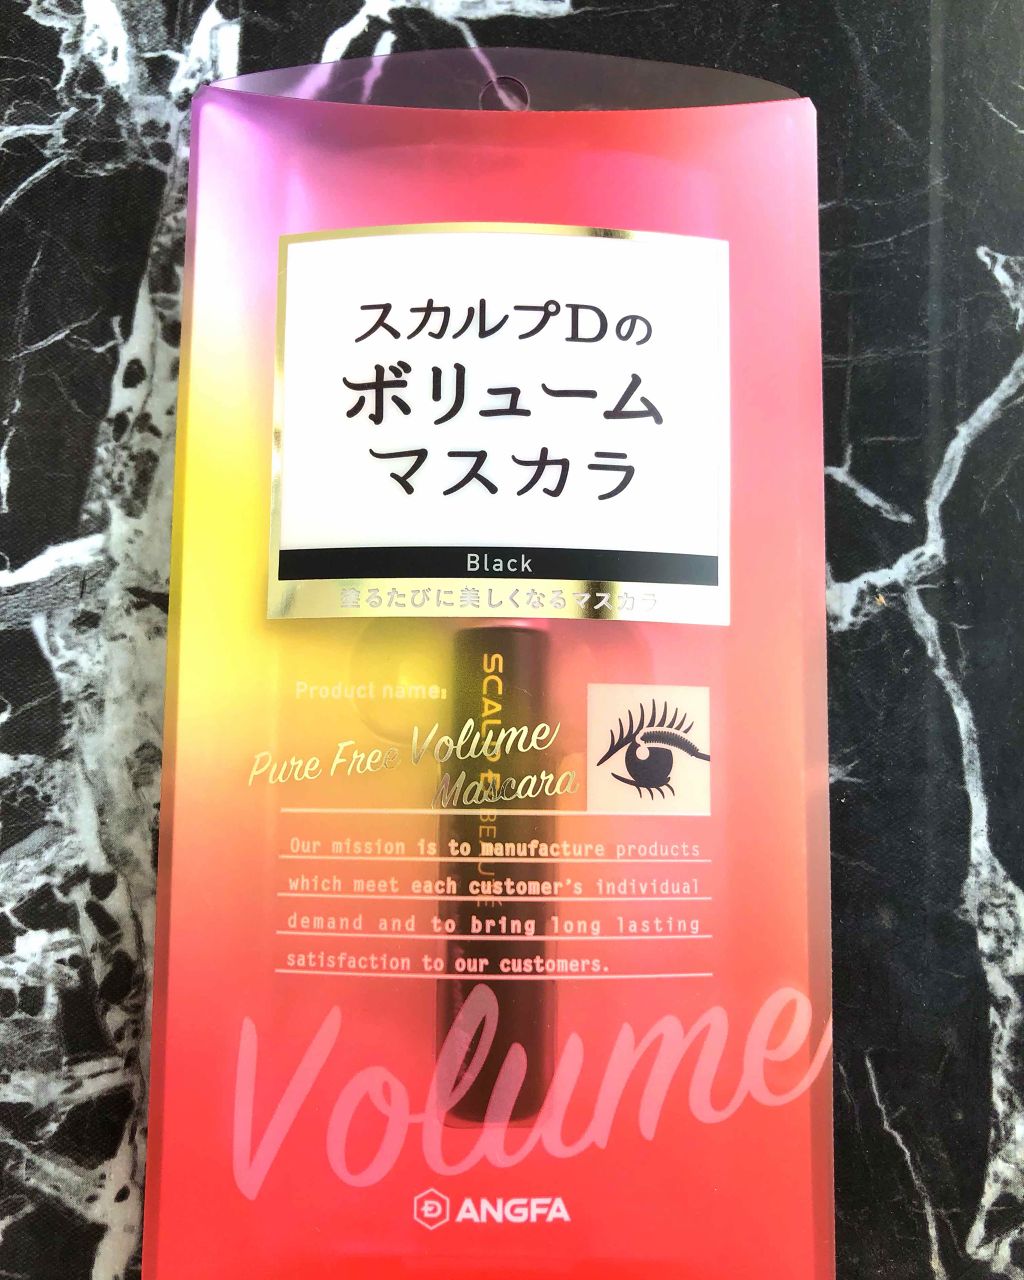 スカルプDの
ボリューム
マスカラ
Black
塗るたびに美しくなるマスカラ
Product name:
Pure Free Volume
Mascara
SCALP D BEAUTÉ
Our mission is to manufacture products
which meet each customer's individual
demand and to bring long lasting
satisfaction to our customers.
Volume
ANGFA